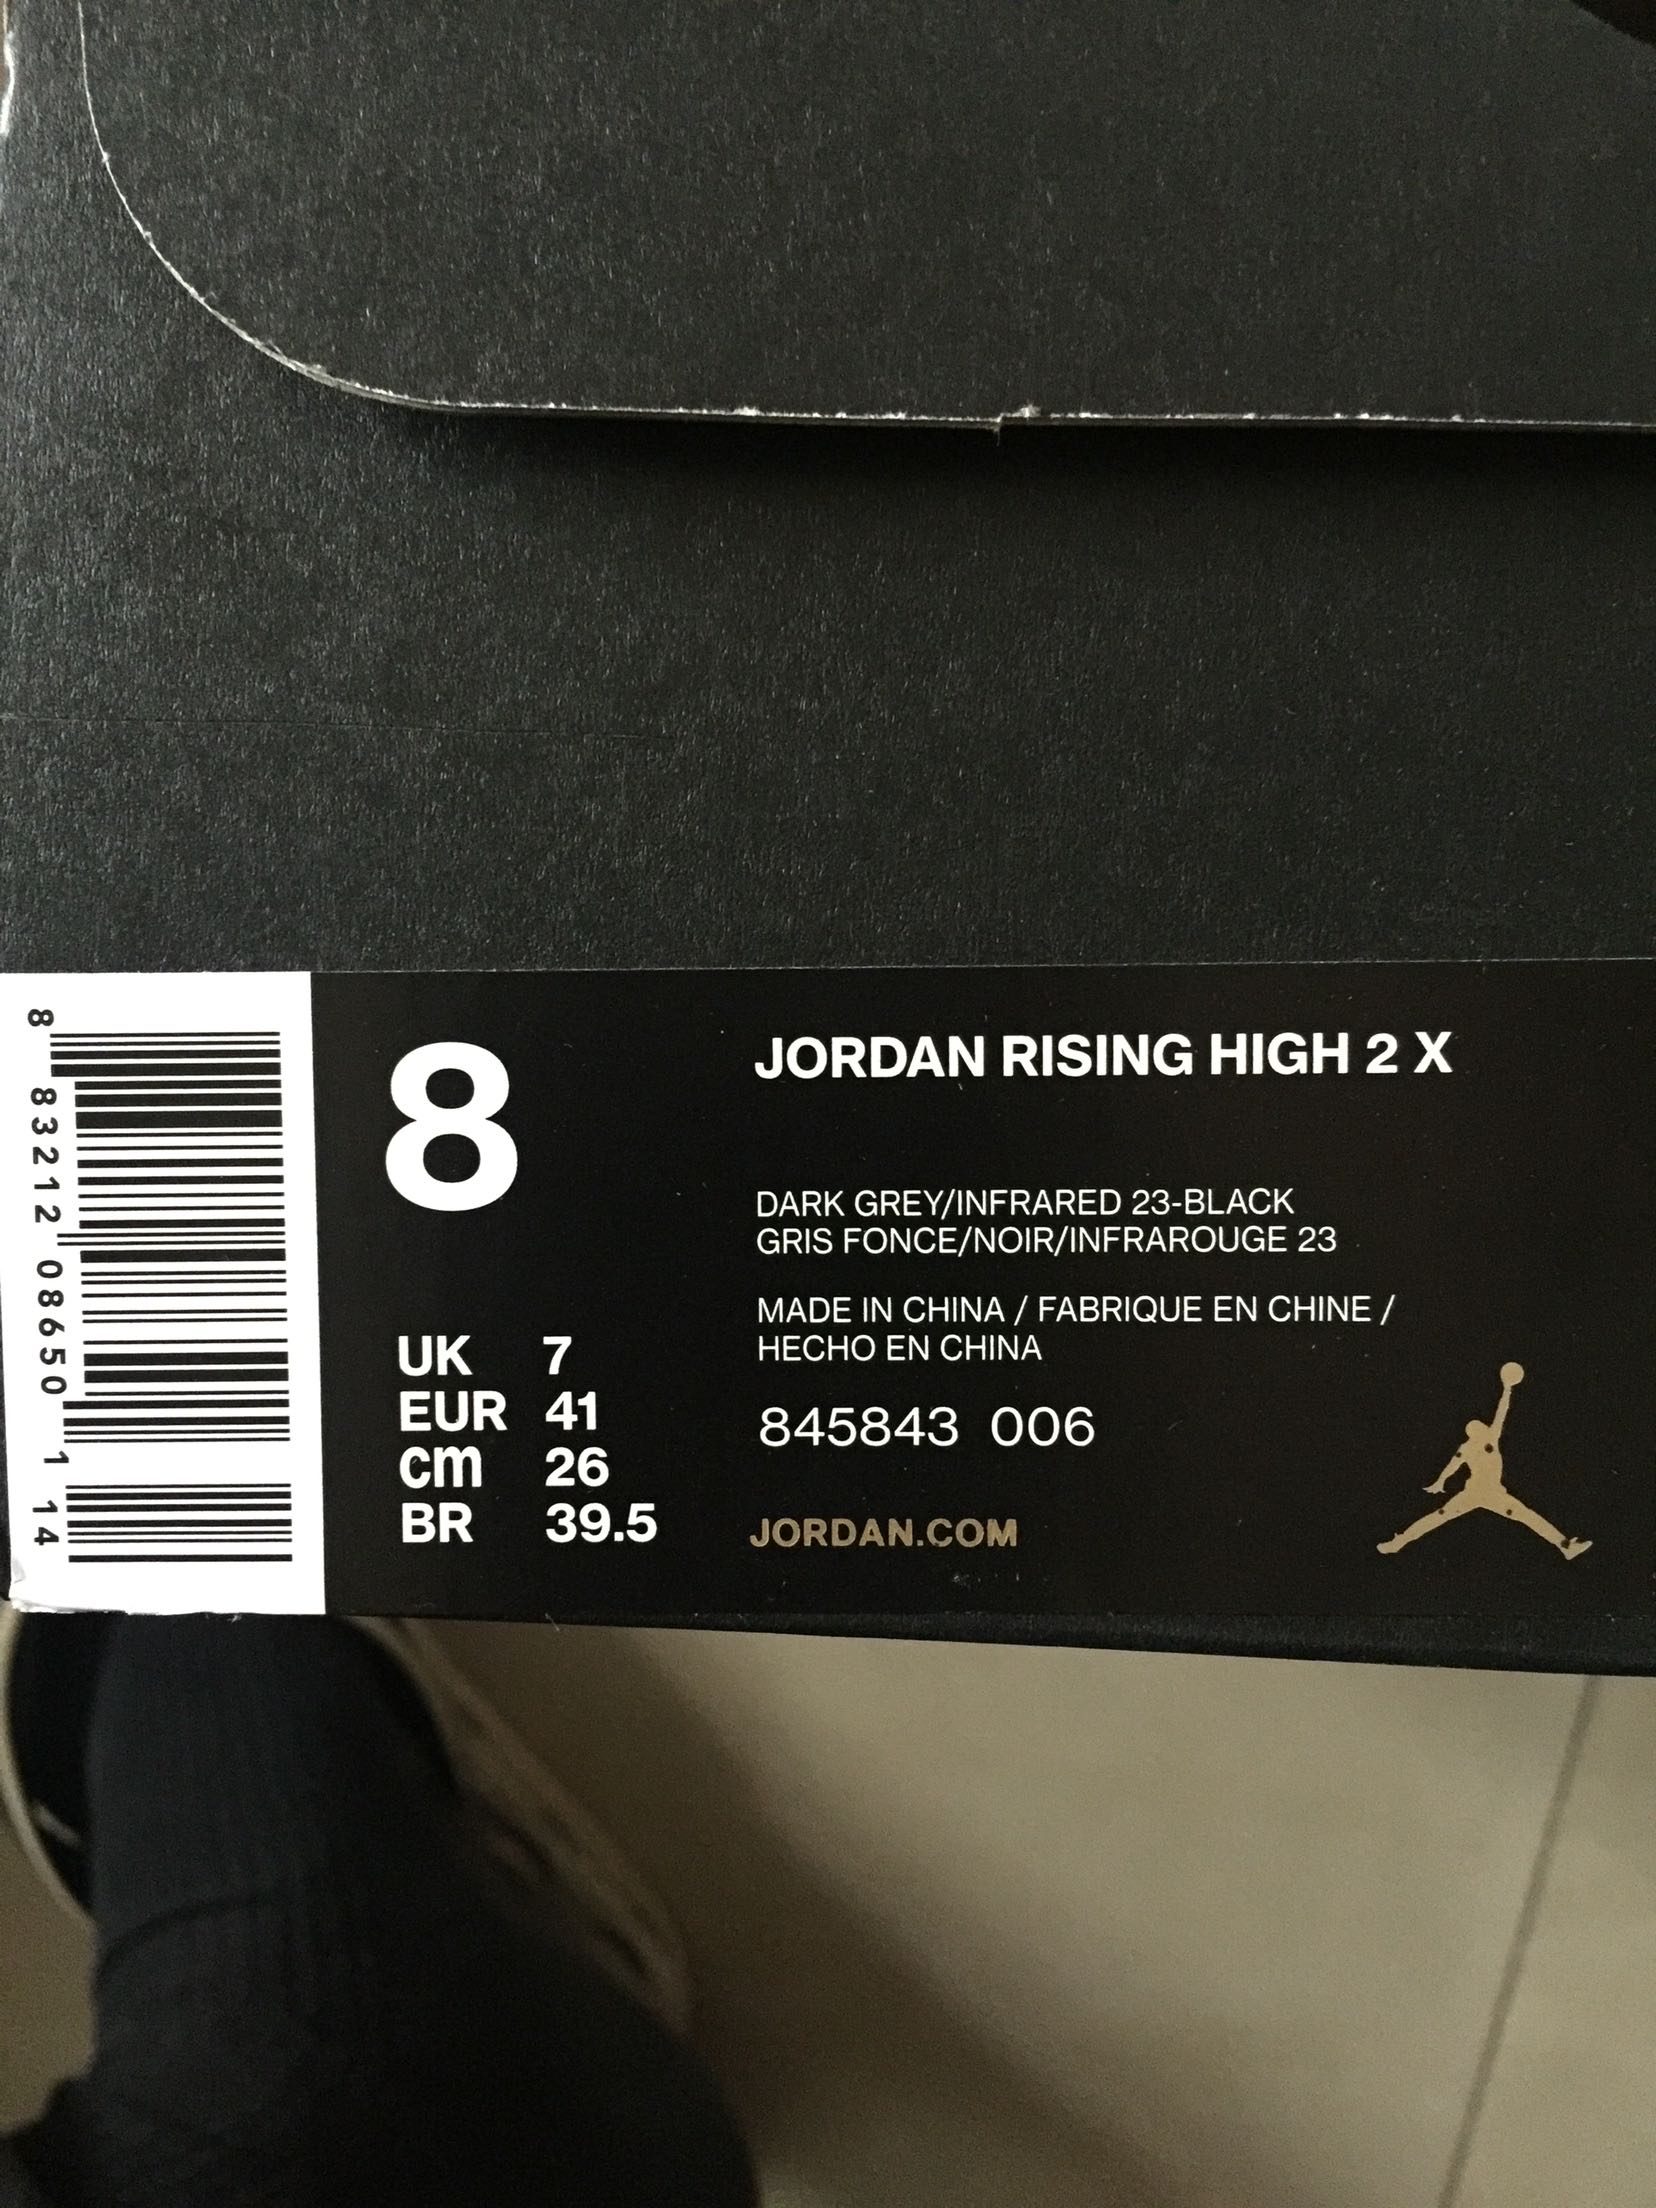 8 83212 08650 1 14
8
UK 7
EUR 41
cm 26
BR 39.5
JORDAN RISING HIGH 2 X
DARK GREY/INFRARED 23-BLACK
GRIS FONCE/NOIR/INFRAROUGE 23
MADE IN CHINA / FABRIQUE EN CHINE /
HECHO EN CHINA
845843 006
JORDAN.COM